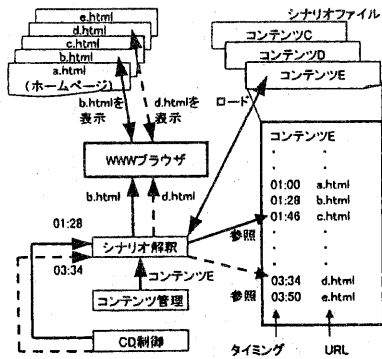 e.html
d.html
c.html
b.html
a.html
(ホームページ)
b.htmlを
表示
d.htmlを
表示
WWWブラウザ
b.html
d.html
01:28
シナリオ解釈
03:34
コンテンツE
コンテンツ管理
CD制御
シナリオファイル
コンテンツC
コンテンツD
コンテンツE
ロード
コンテンツE
.
.
.
01:00 a.html
01:28 b.html
01:46 c.html
.
.
.
03:34 d.html
03:50 e.html
参照
参照
タイミング URL